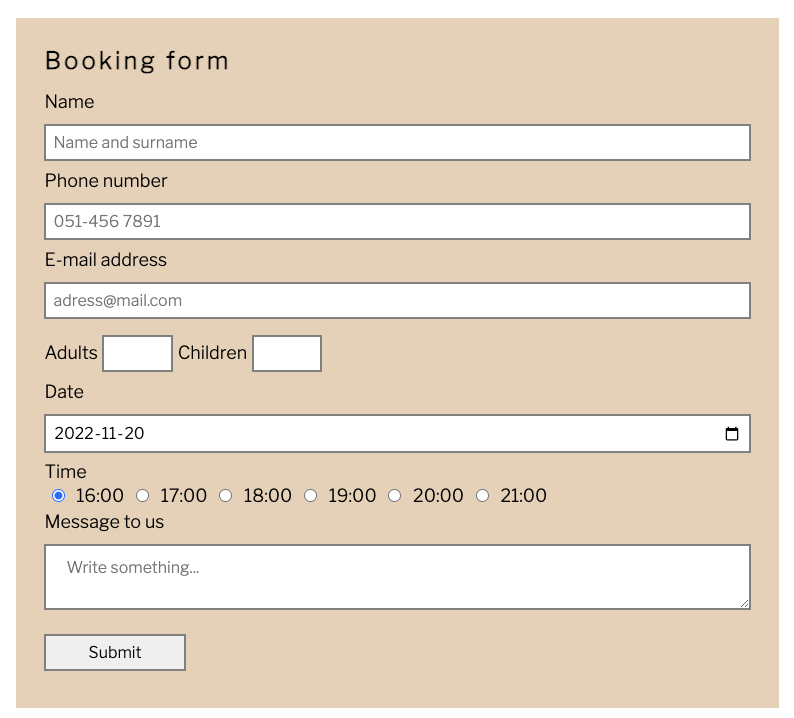 Booking form
Name
Name and surname
Phone number
051-456 7891
E-mail address
adress@mail.com
Adults Children
Date
2022-11-20
Time
16:00 17:00 18:00 19:00 20:00 21:00
Message to us
Write something...
Submit